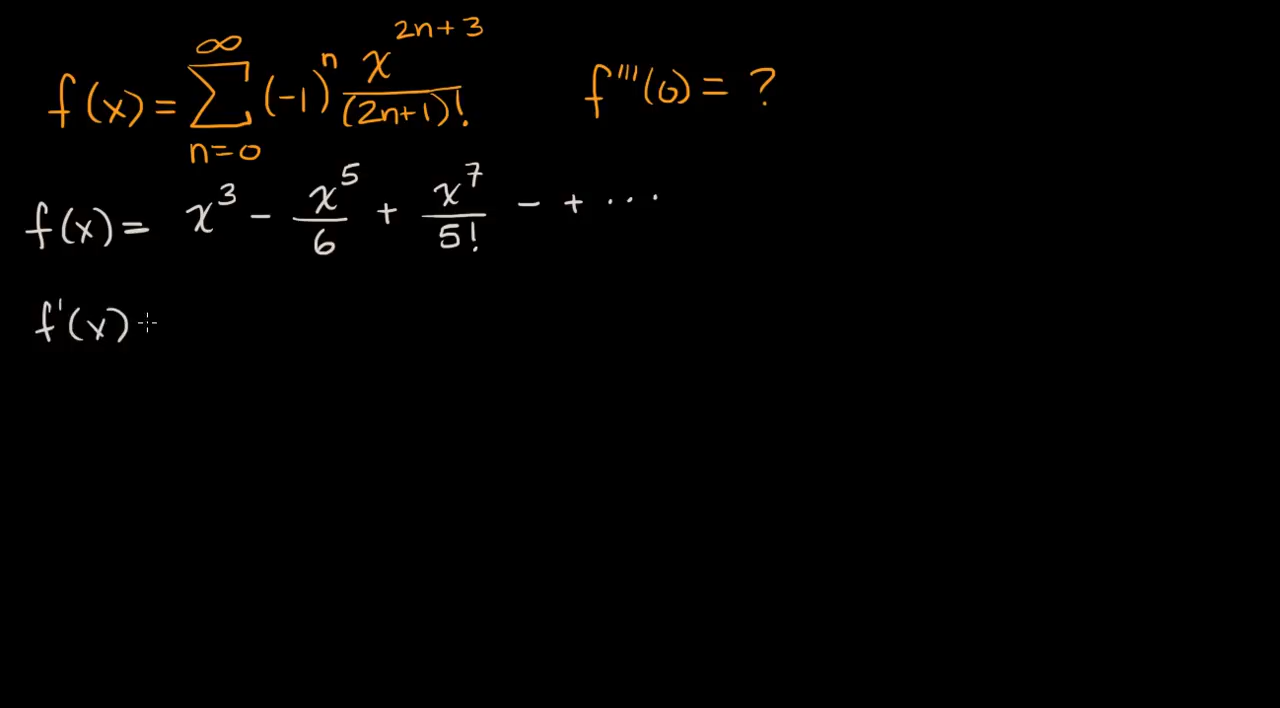 f(x) = ∑_{n=0}^{∞} (-1)^n x^{2n+3}/(2n+1)!    f'''(0) = ?
f(x) = x^3 - x^5/6 + x^7/5! - + ...
f'(x)